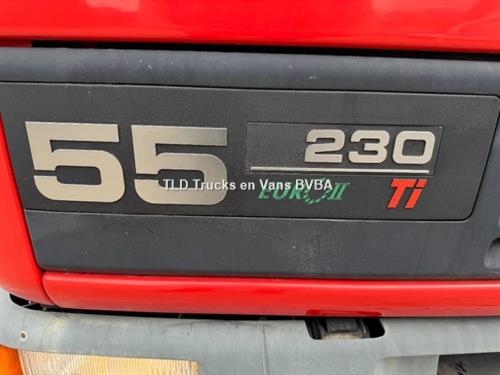 55
230
EURO II
Ti
TLD Trucks en Vans BVBA